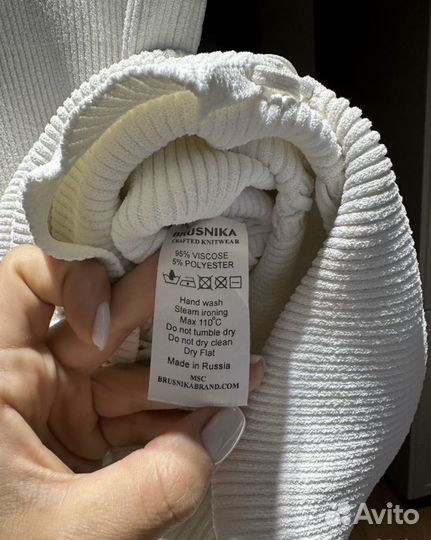 BRUSNIKA
CRAFTED KNITWEAR
95% VISCOSE
5% POLYESTER
Hand wash
Steam ironing
Max 110°C
Do not tumble dry
Do not dry clean
Dry Flat
Made in Russia
MSC
BRUSNIKABRAND.COM
Avito